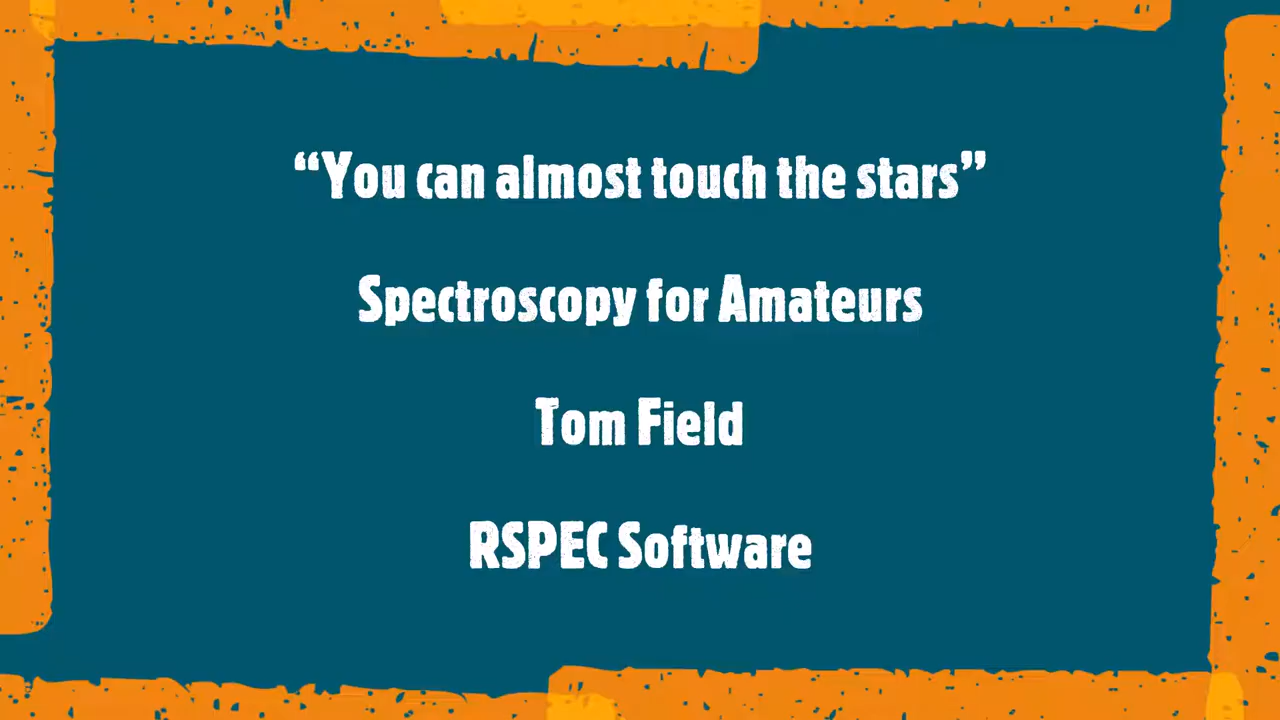 “You can almost touch the stars”
Spectroscopy for Amateurs
Tom Field
RSPEC Software